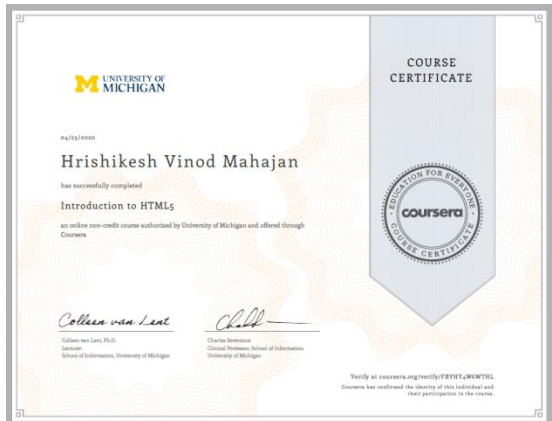 UNIVERSITY OF
MICHIGAN
COURSE
CERTIFICATE
04/25/2020
Hrishikesh Vinod Mahajan
has successfully completed
Introduction to HTML5
an online non-credit course authorized by University of Michigan and offered through
Coursera
EDUCATION FOR EVERYONE
coursera
COURSE CERTIFICATE
Colleen van Lent
Colleen van Lent, Ph.D.
Lecturer
School of Information, University of Michigan
Charles Severance
Clinical Professor, School of Information
University of Michigan
Verify at coursera.org/verify/FBYHY4W6WTHL
Coursera has confirmed the identity of this individual and
their participation in the course.